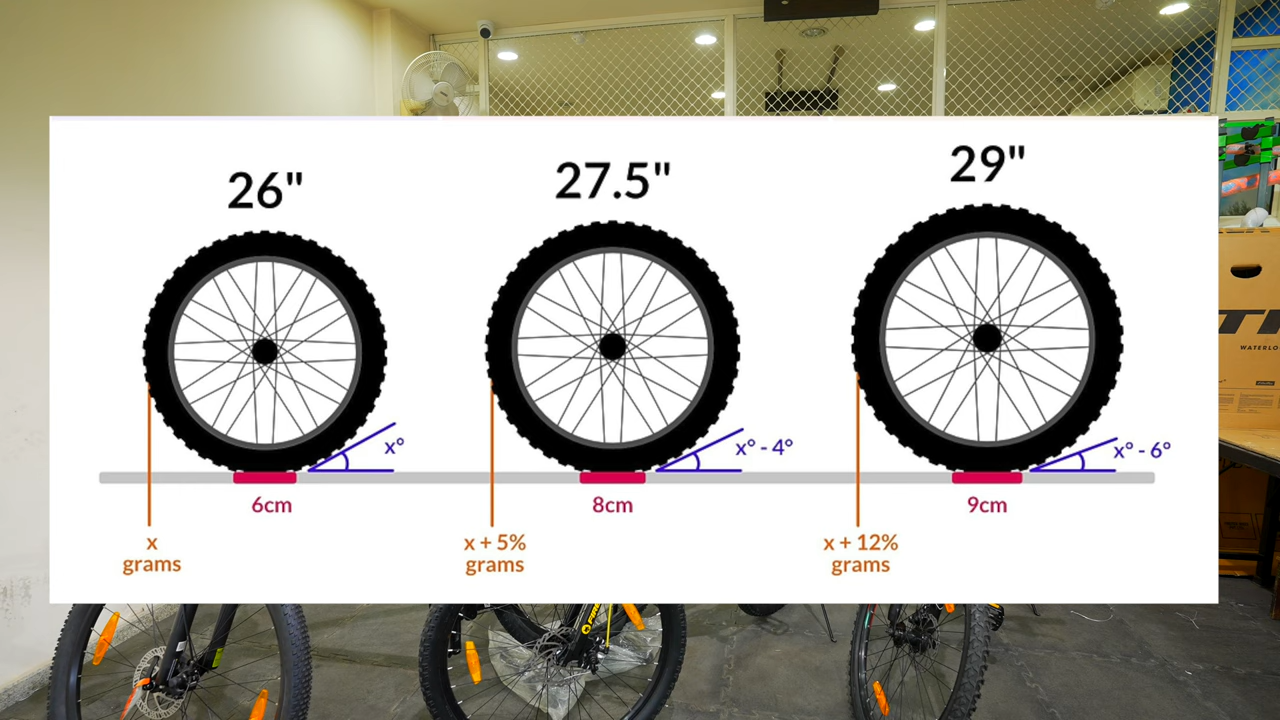 26"
27.5"
29"
x°
x° - 4°
x° - 6°
6cm
8cm
9cm
x
grams
x + 5%
grams
x + 12%
grams
WATERLO